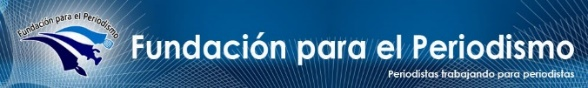 Fundación para el Periodismo
Fundación para el Periodismo
Periodistas trabajando para periodistas